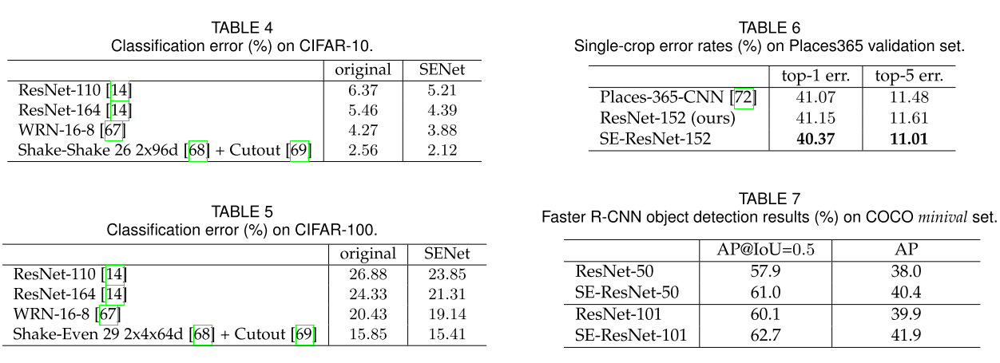 TABLE 4
Classification error (%) on CIFAR-10.
original SENet
ResNet-110 [14] 6.37 5.21
ResNet-164 [14] 5.46 4.39
WRN-16-8 [67] 4.27 3.88
Shake-Shake 26 2x96d [68] + Cutout [69] 2.56 2.12
TABLE 5
Classification error (%) on CIFAR-100.
original SENet
ResNet-110 [14] 26.88 23.85
ResNet-164 [14] 24.33 21.31
WRN-16-8 [67] 20.43 19.14
Shake-Even 29 2x4x64d [68] + Cutout [69] 15.85 15.41
TABLE 6
Single-crop error rates (%) on Places365 validation set.
top-1 err. top-5 err.
Places-365-CNN [72] 41.07 11.48
ResNet-152 (ours) 41.15 11.61
SE-ResNet-152 40.37 11.01
TABLE 7
Faster R-CNN object detection results (%) on COCO minival set.
AP@IoU=0.5 AP
ResNet-50 57.9 38.0
SE-ResNet-50 61.0 40.4
ResNet-101 60.1 39.9
SE-ResNet-101 62.7 41.9